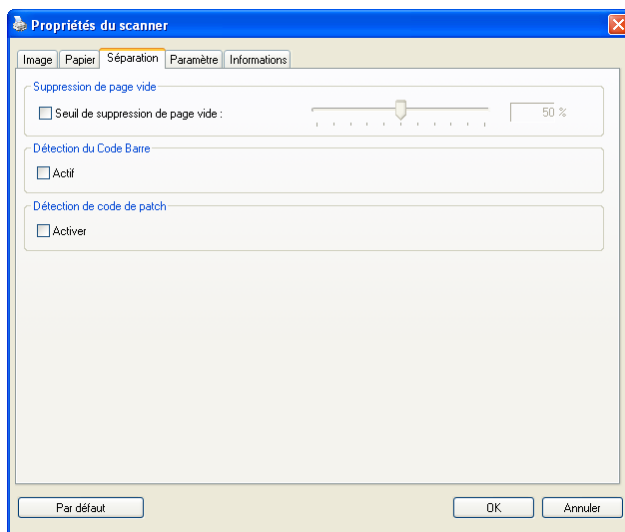 Propriétés du scanner
Image Papier Séparation Paramètre Informations
Suppression de page vide
Seuil de suppression de page vide : 50 %
Détection du Code Barre
Actif
Détection de code de patch
Activer
Par défaut OK Annuler